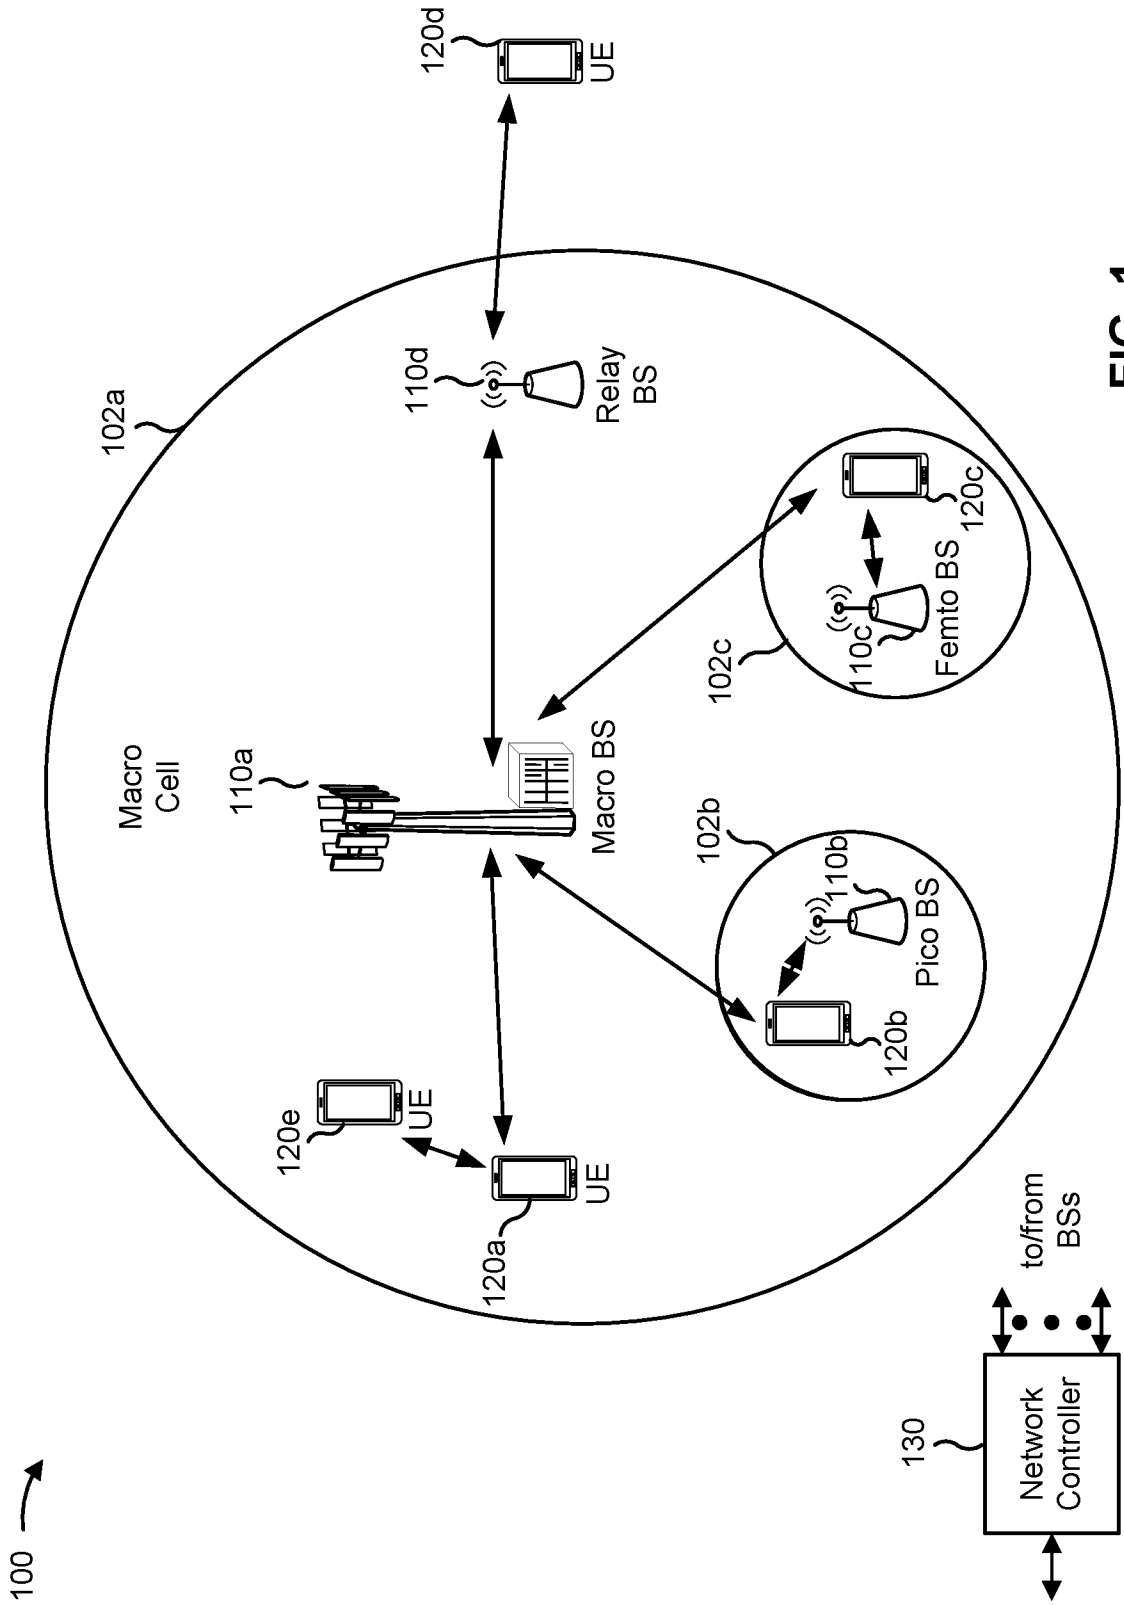 100
102a
Macro
Cell
110a
120d
UE
110d
Relay
BS
120e
UE
120a
UE
Macro BS
102c
120c
110c
Femto BS
102b
110b
Pico BS
120b
130
Network
Controller
to/from
BSs
FIG. 1